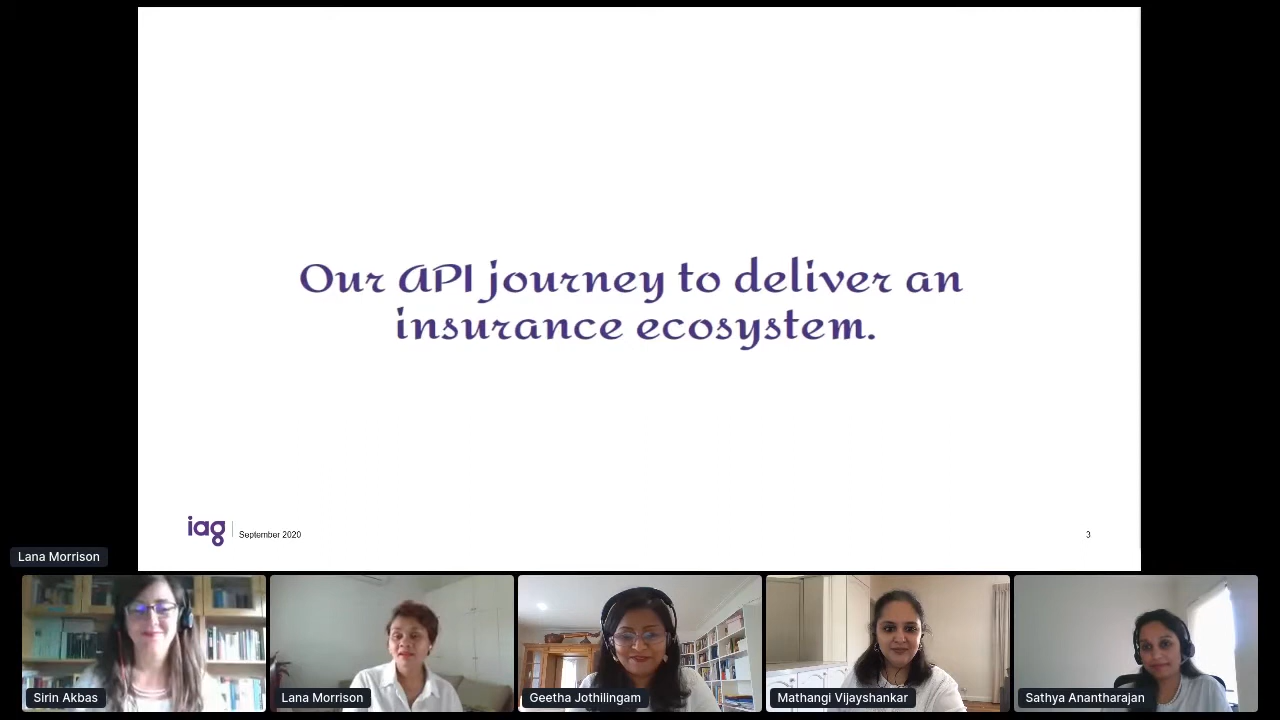 Our API journey to deliver an
insurance ecosystem.
iag
September 2020
3
Lana Morrison
Sirin Akbas
Lana Morrison
Geetha Jothilingam
Mathangi Vijayshankar
Sathya Anantharajan